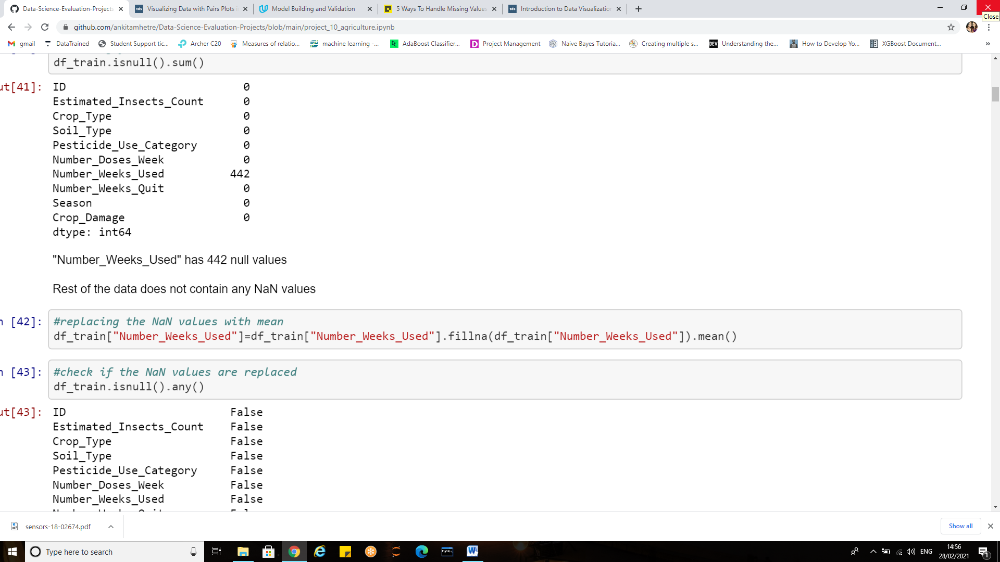 Data-Science-Evaluation-Projects
Visualizing Data with Pairs Plots i
Model Building and Validation
5 Ways To Handle Missing Values
Introduction to Data Visualization
Close
github.com/ankitamhetre/Data-Science-Evaluation-Projects/blob/main/project_10_agriculture.ipynb
gmail
DataTrained
Student Support tic...
Archer C20
Measures of relatio...
machine learning -...
AdaBoost Classifier...
Project Management
Naive Bayes Tutoria...
Creating multiple s...
DEV Understanding the...
How to Develop Yo...
XGBoost Document...
»
df_train.isnull().sum()
ut[41]: ID 0
Estimated_Insects_Count 0
Crop_Type 0
Soil_Type 0
Pesticide_Use_Category 0
Number_Doses_Week 0
Number_Weeks_Used 442
Number_Weeks_Quit 0
Season 0
Crop_Damage 0
dtype: int64
"Number_Weeks_Used" has 442 null values
Rest of the data does not contain any NaN values
n [42]: #replacing the NaN values with mean
df_train["Number_Weeks_Used"]=df_train["Number_Weeks_Used"].fillna(df_train["Number_Weeks_Used"]).mean()
n [43]: #check if the NaN values are replaced
df_train.isnull().any()
ut[43]: ID False
Estimated_Insects_Count False
Crop_Type False
Soil_Type False
Pesticide_Use_Category False
Number_Doses_Week False
Number_Weeks_Used False
sensors-18-02674.pdf
Show all
Type here to search
ENG
14:56
28/02/2021
1